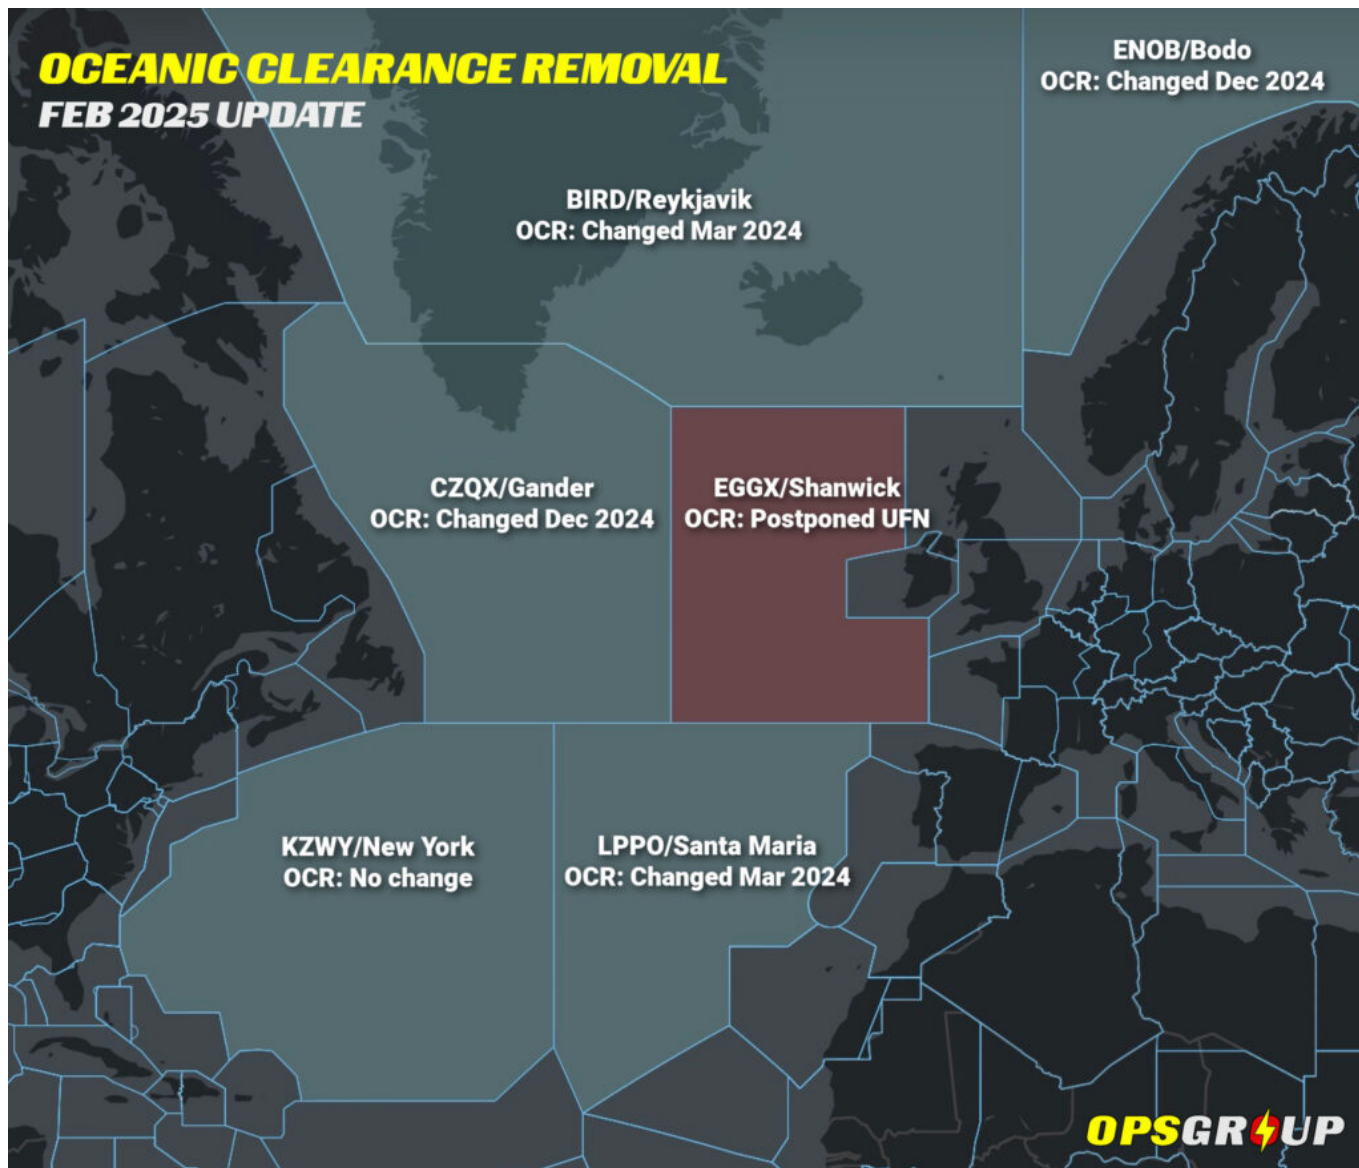 OCEANIC CLEARANCE REMOVAL
FEB 2025 UPDATE
ENOB/Bodo
OCR: Changed Dec 2024
BIRD/Reykjavik
OCR: Changed Mar 2024
CZQX/Gander
OCR: Changed Dec 2024
EGGX/Shanwick
OCR: Postponed UFN
KZWY/New York
OCR: No change
LPPO/Santa Maria
OCR: Changed Mar 2024
OPSGROUP